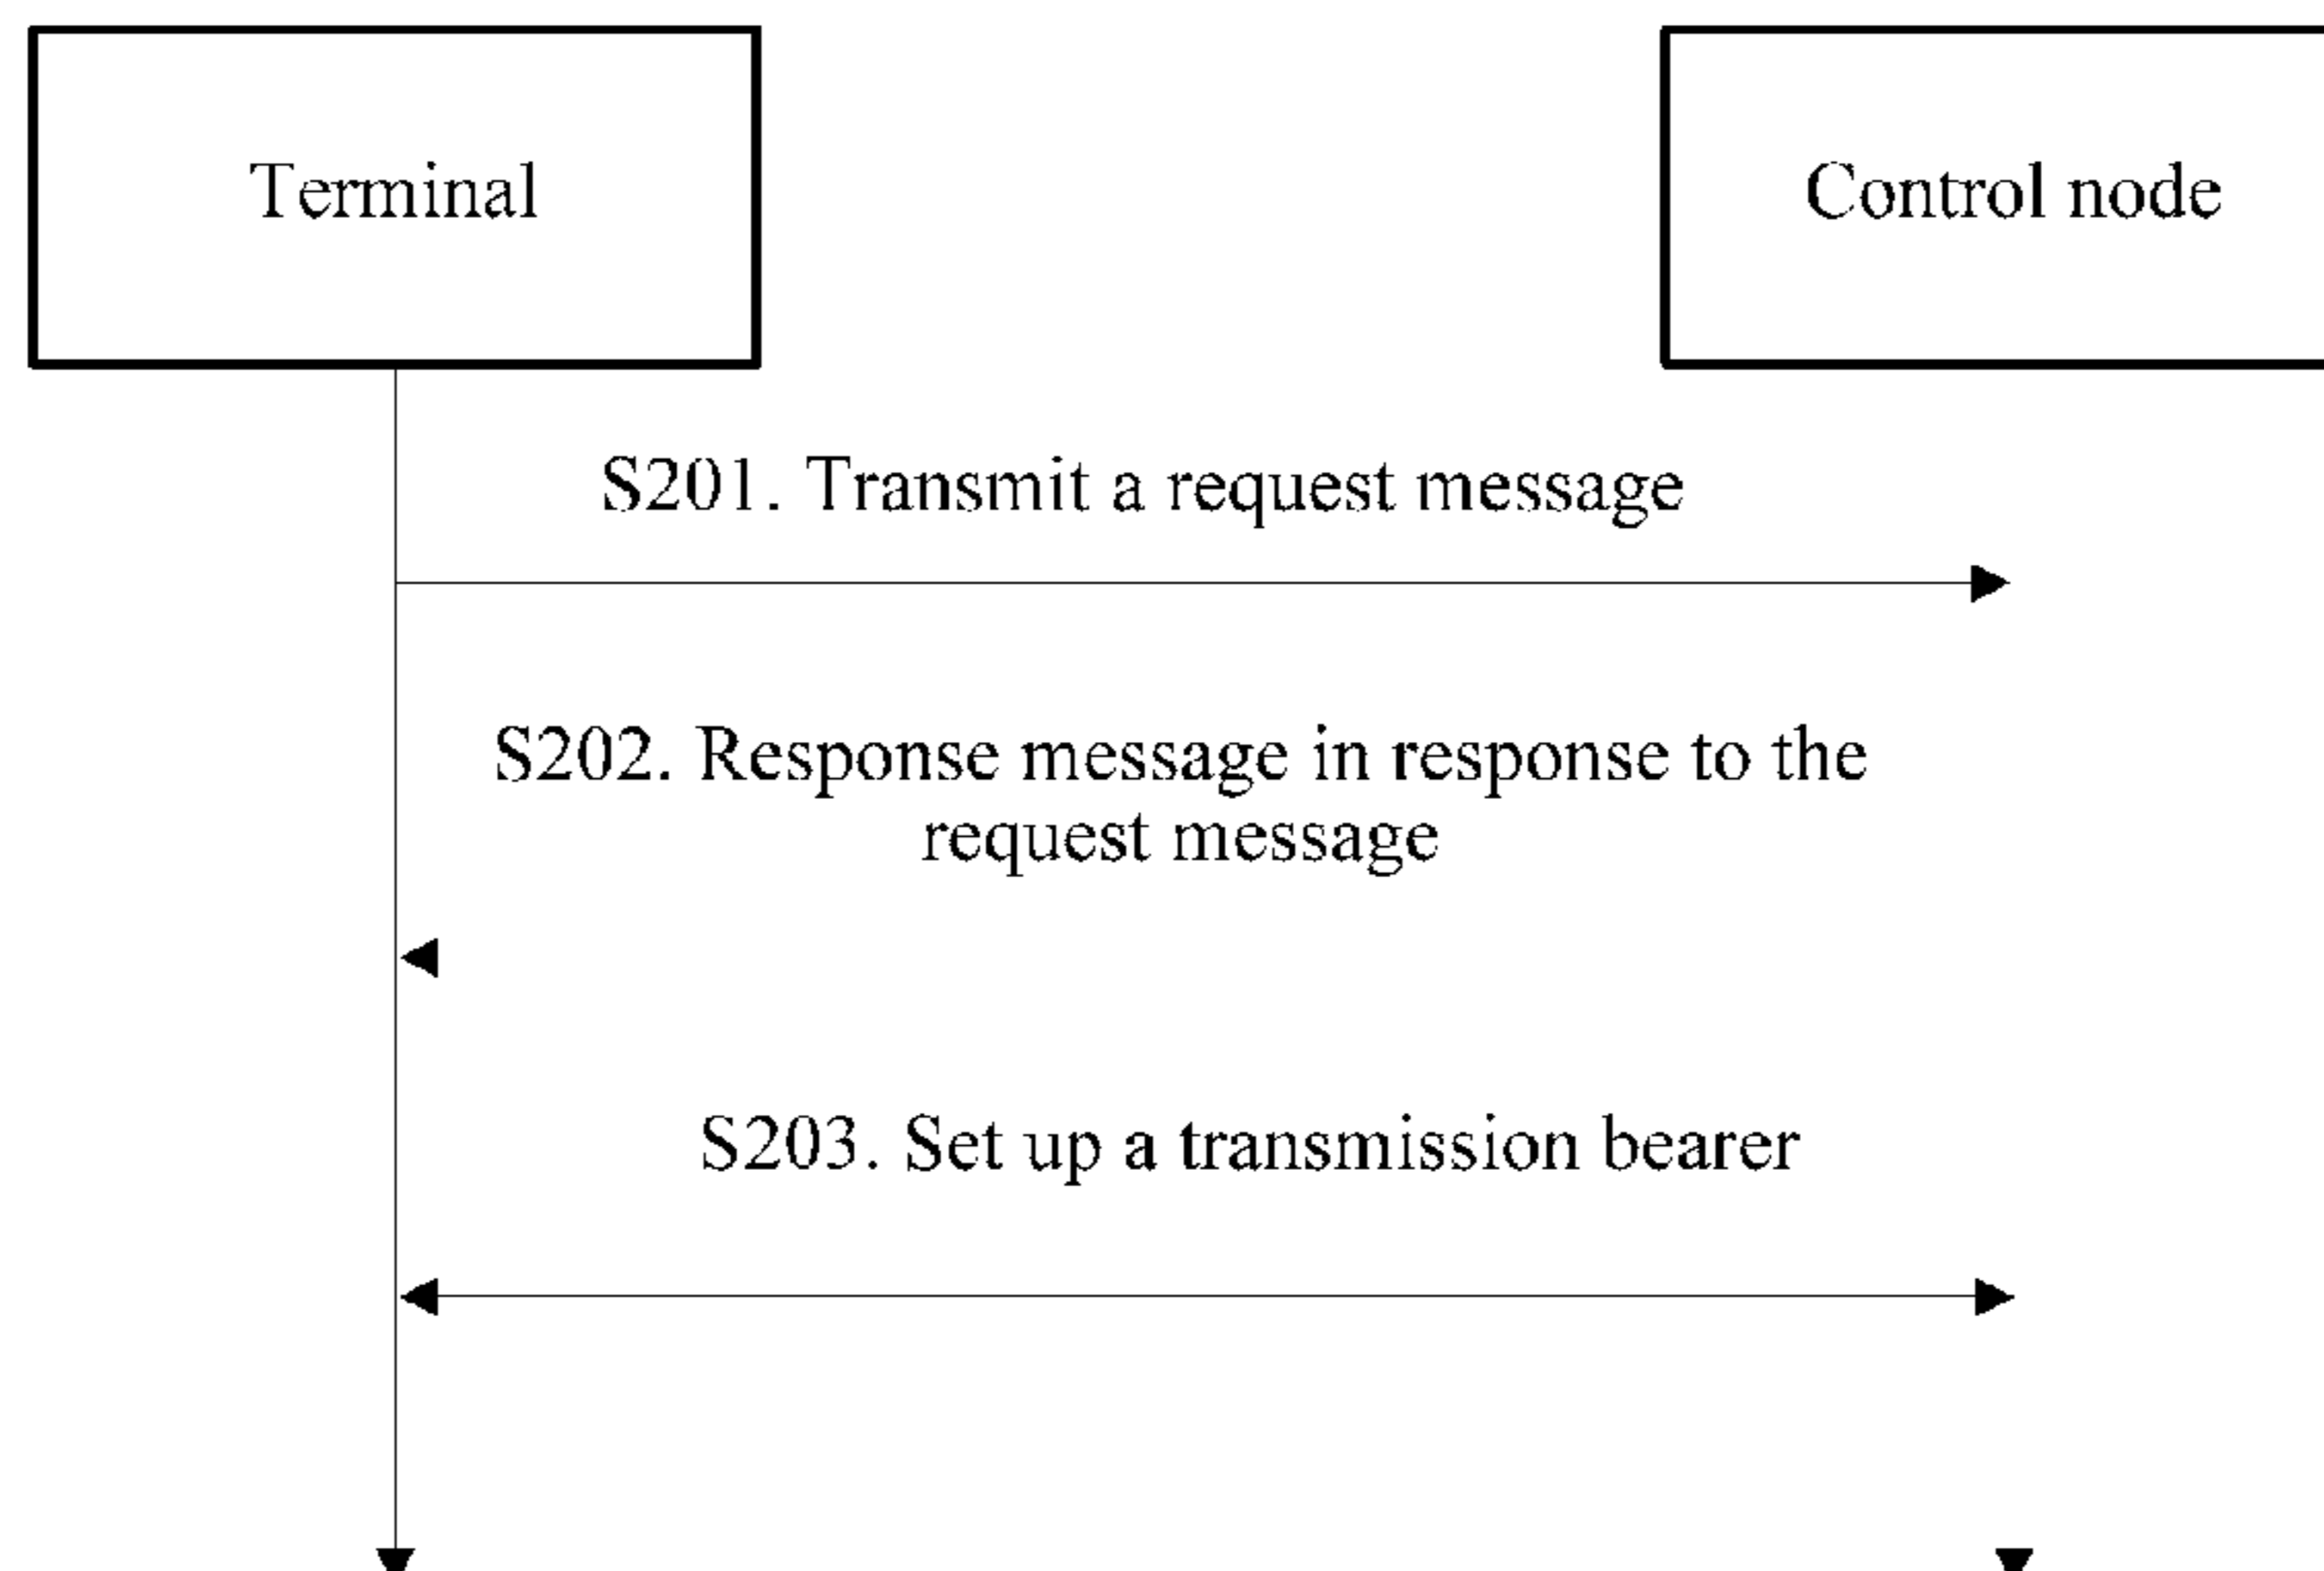 Terminal
Control node
S201. Transmit a request message
S202. Response message in response to the
request message
S203. Set up a transmission bearer